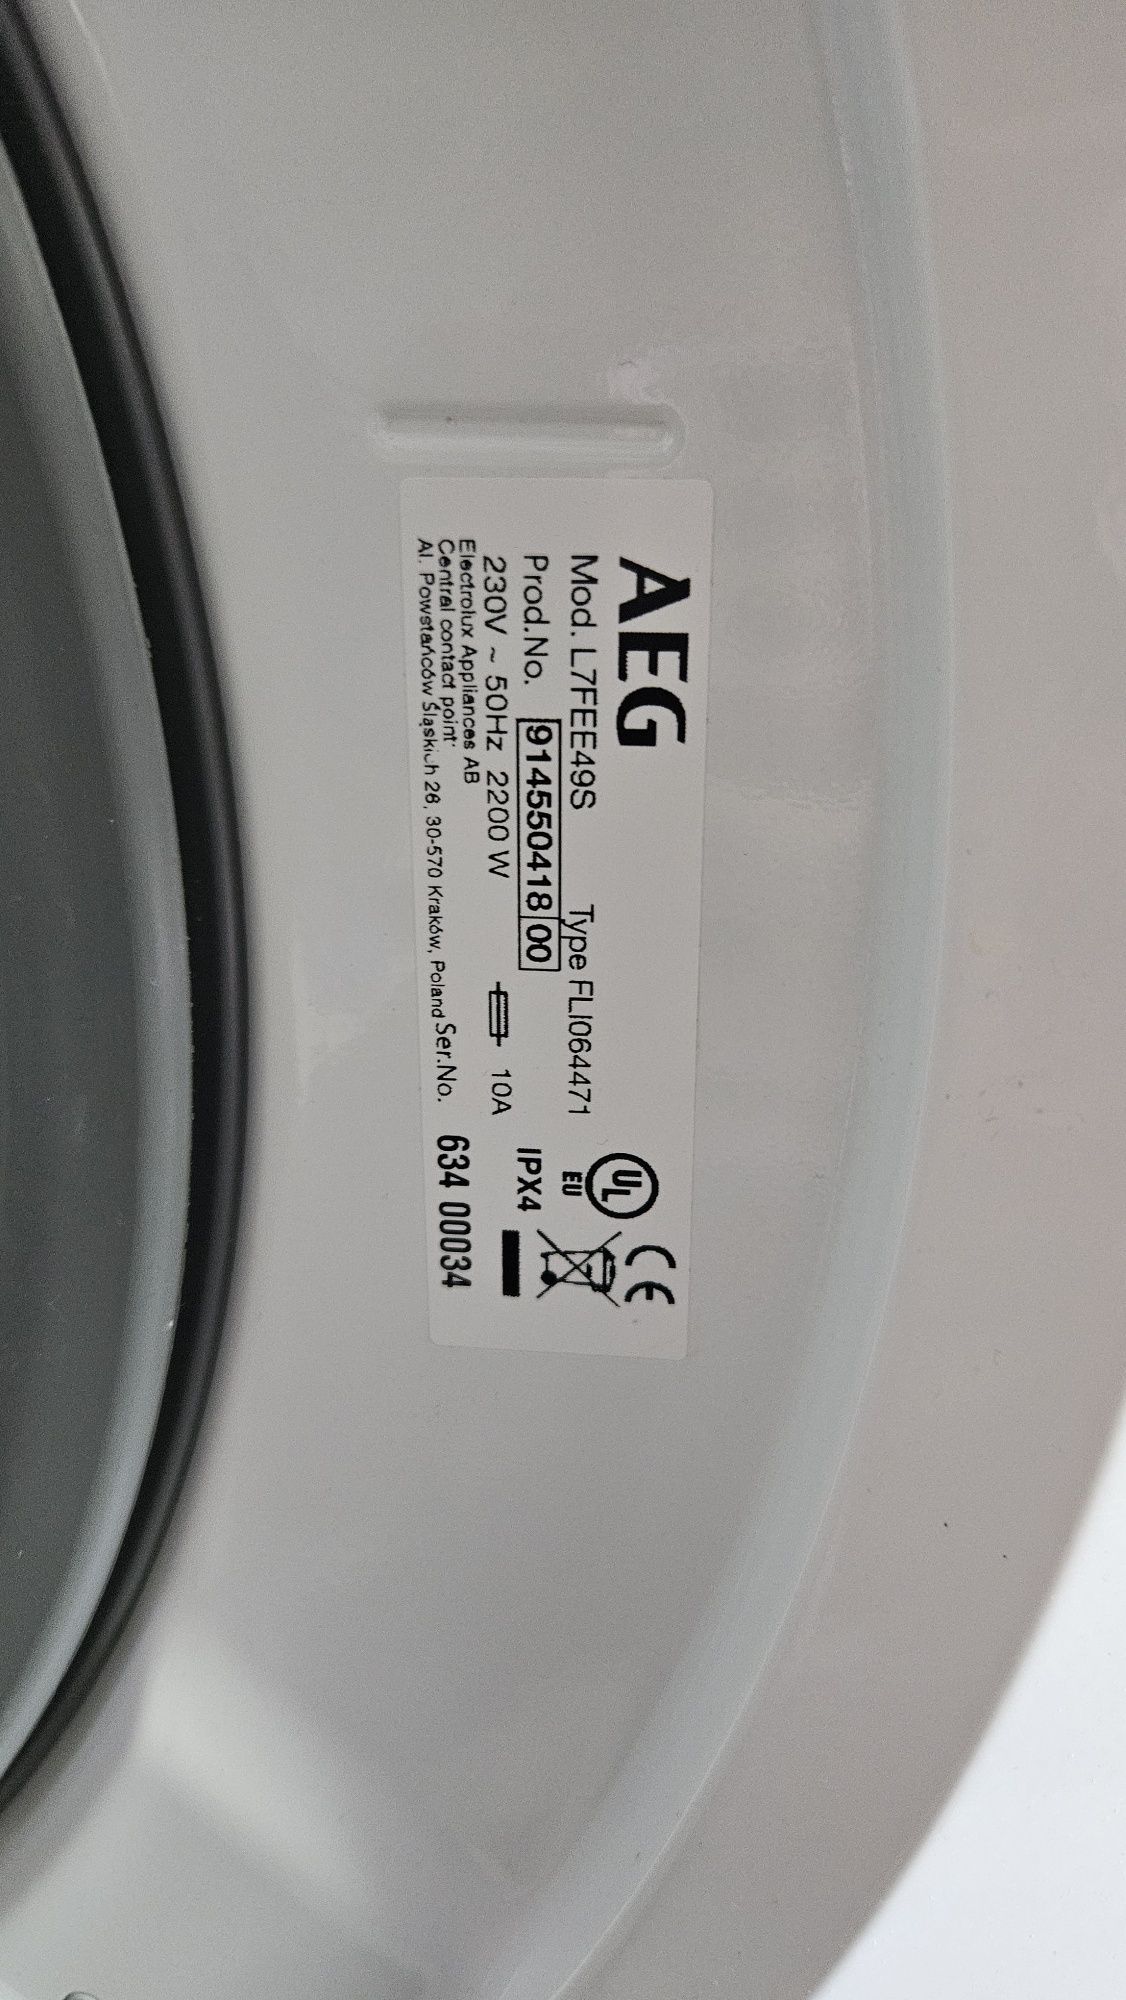 AEG
Mod. L7FEE49S Type FLI064471
Prod.No. 914550418 00
230V ~ 50Hz 2200 W 10A
Electrolux Appliances AB
Central contact point:
Al. Powstańców Śląskich 26, 30-570 Kraków, Poland
Ser.No. 634 00034
UL
EU
CE
IPX4